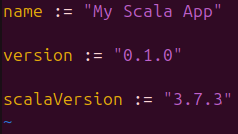 name := "My Scala App"
version := "0.1.0"
scalaVersion := "3.7.3"
~